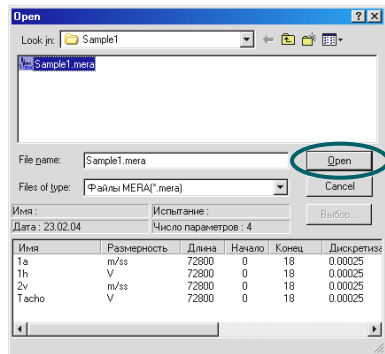 Open
Look in: Sample1
Sample1.mera
File name: Sample1.mera Open
Files of type: Файлы MERA(*.mera) Cancel
Имя : Испытание : Выбор...
Дата : 23.02.04 Число параметров : 4
Имя Размерность Длина Начало Конец Дискретиза
1a m/ss 72800 0 18 0.00025
1h V 72800 0 18 0.00025
2v m/ss 72800 0 18 0.00025
Tacho V 72800 0 18 0.00025